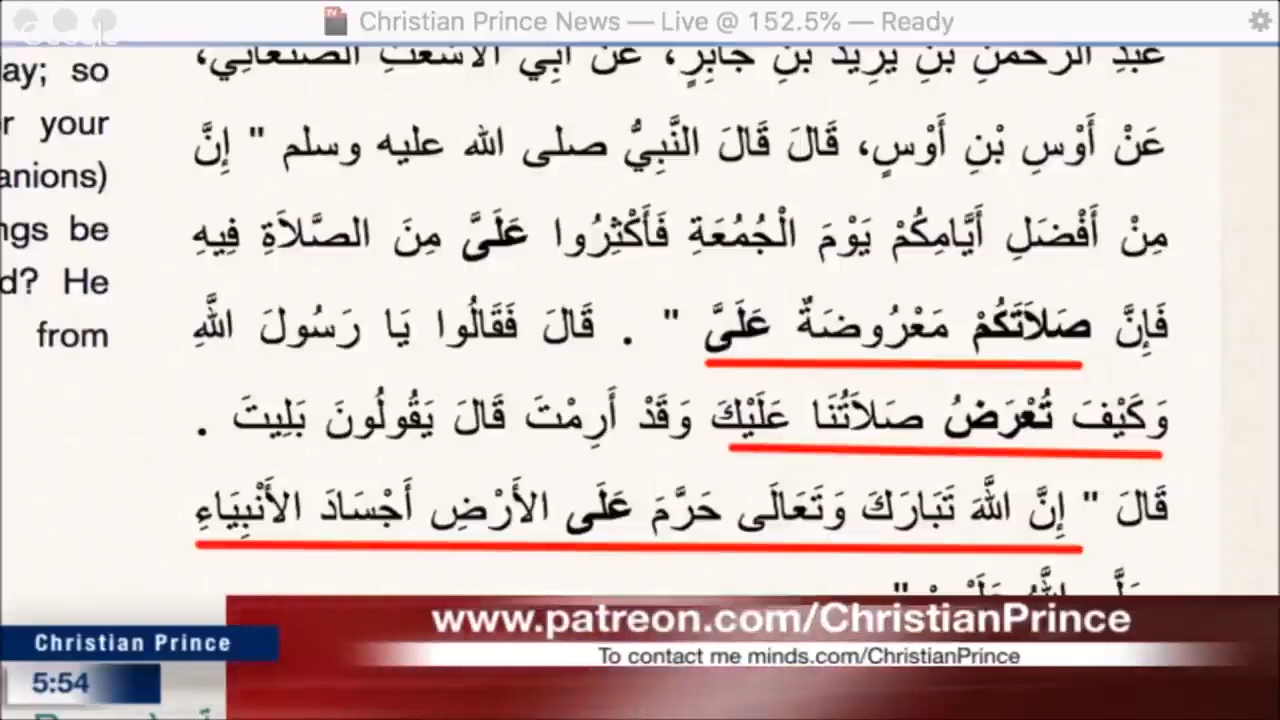 Christian Prince News — Live @ 152.5% — Ready
Google
عَبْدِ الرَّحْمَنِ بْنِ يَزِيدَ بْنِ جَابِرٍ، عَنْ أَبِي الأَشْعَثِ الصَّنْعَانِيِّ،
عَنْ أَوْسِ بْنِ أَوْسٍ، قَالَ قَالَ النَّبِيُّ صلى الله عليه وسلم " إِنَّ
مِنْ أَفْضَلِ أَيَّامِكُمْ يَوْمَ الْجُمُعَةِ فَأَكْثِرُوا عَلَىَّ مِنَ الصَّلاَةِ فِيهِ
فَإِنَّ صَلاَتَكُمْ مَعْرُوضَةٌ عَلَىَّ " . قَالَ فَقَالُوا يَا رَسُولَ اللَّهِ
وَكَيْفَ تُعْرَضُ صَلاَتُنَا عَلَيْكَ وَقَدْ أَرِمْتَ قَالَ يَقُولُونَ بَلِيتَ .
قَالَ " إِنَّ اللَّهَ تَبَارَكَ وَتَعَالَى حَرَّمَ عَلَى الأَرْضِ أَجْسَادَ الأَنْبِيَاءِ
ay; so
r your
anions)
ngs be
d? He
from
www.patreon.com/ChristianPrince
To contact me minds.com/ChristianPrince
Christian Prince
5:54